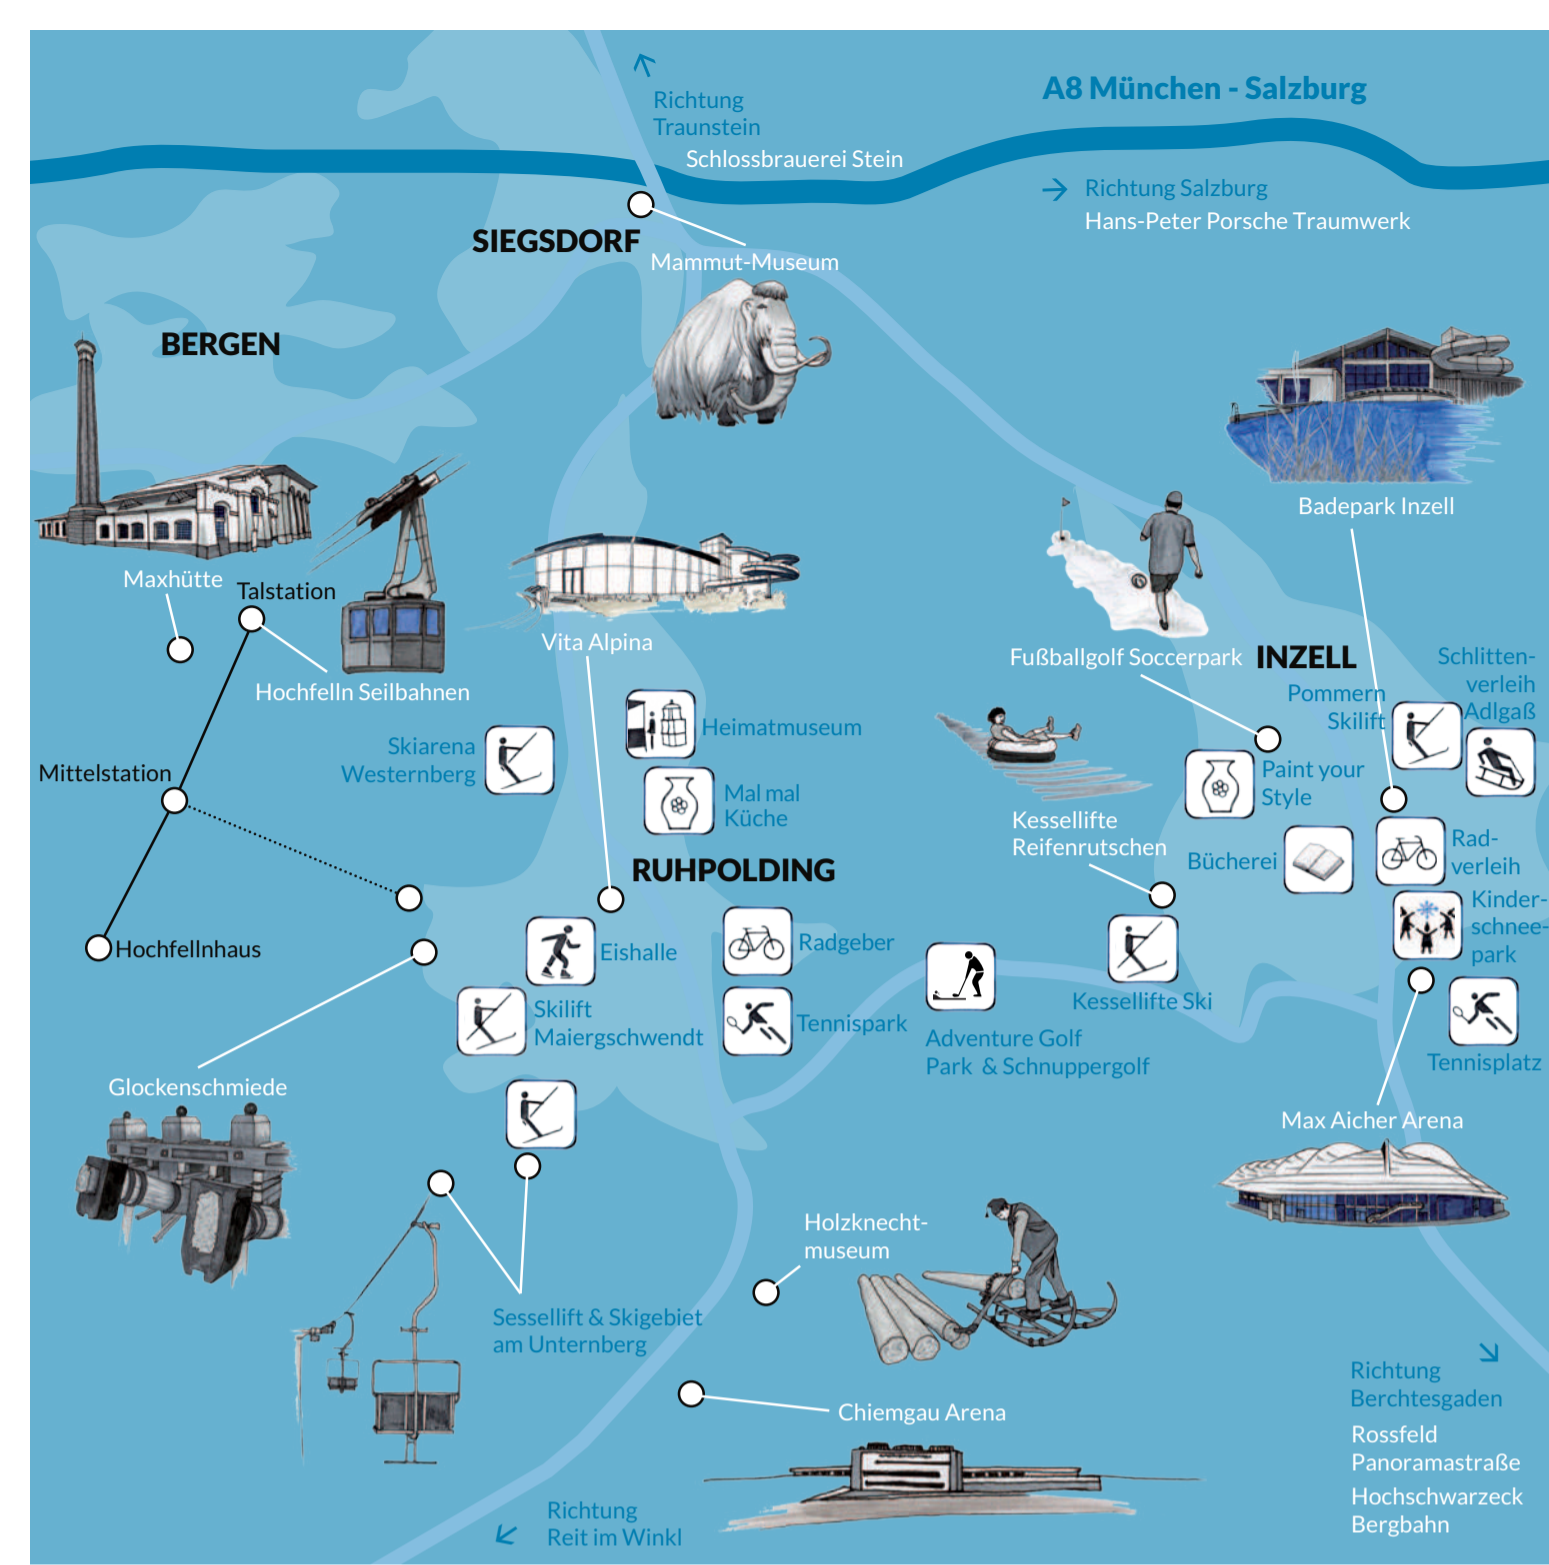 Richtung
Traunstein
Schlossbrauerei Stein
A8 München - Salzburg
Richtung Salzburg
Hans-Peter Porsche Traumwerk
SIEGSDORF
Mammut-Museum
BERGEN
Maxhütte
Talstation
Hochfelln Seilbahnen
Mittelstation
Hochfellnhaus
Glockenschmiede
Vita Alpina
Skiarena
Westernberg
Heimatmuseum
Mal mal
Küche
RUHPOLDING
Eishalle
Radgeber
Skilift
Maiergschwendt
Tennispark
Adventure Golf
Park & Schnuppergolf
Sessellift & Skigebiet
am Unternberg
Holzknecht-
museum
Chiemgau Arena
Richtung
Reit im Winkl
Badepark Inzell
Fußballgolf Soccerpark
INZELL
Pommern
Skilift
Schlitten-
verleih
Adlgaß
Paint your
Style
Kessellifte
Reifenrutschen
Bücherei
Rad-
verleih
Kinder-
schnee-
park
Kessellifte Ski
Tennisplatz
Max Aicher Arena
Richtung
Berchtesgaden
Rossfeld
Panoramastraße
Hochschwarzeck
Bergbahn